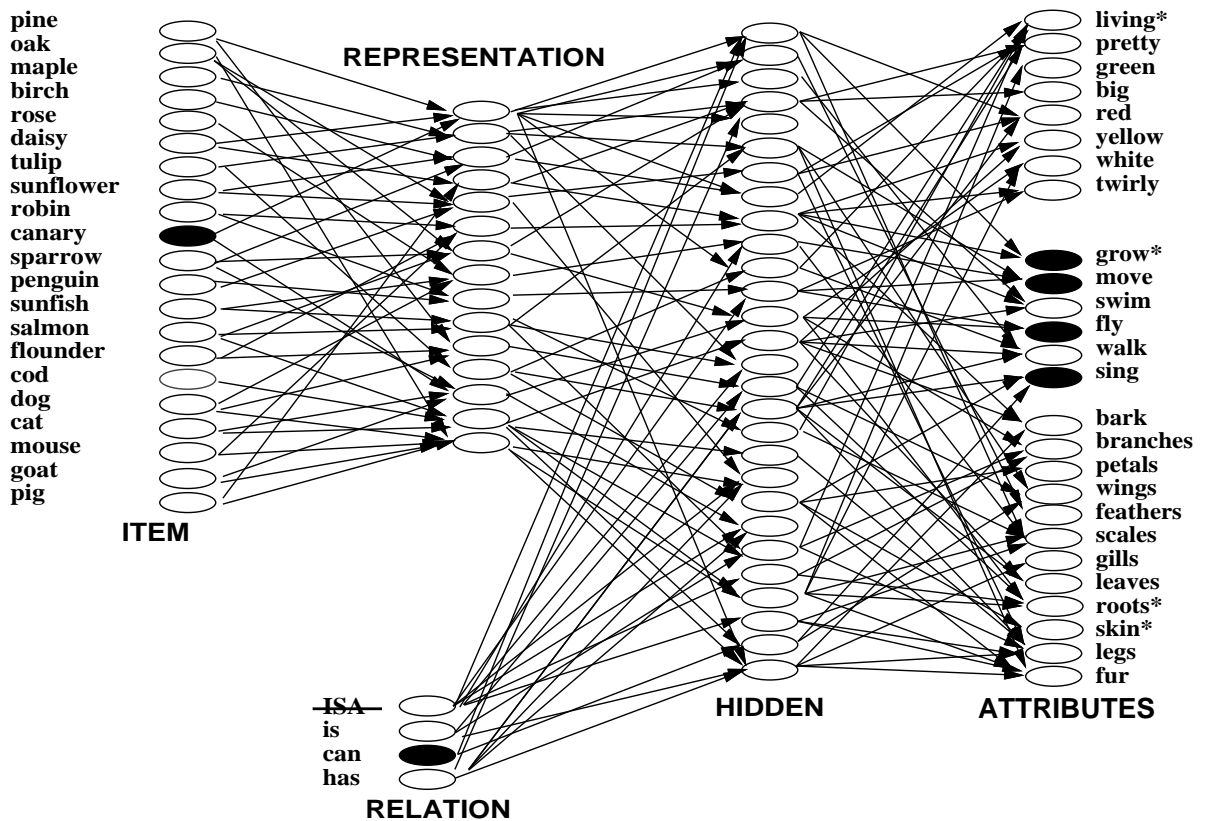 pine
oak
maple
birch
rose
daisy
tulip
sunflower
robin
canary
sparrow
penguin
sunfish
salmon
flounder
cod
dog
cat
mouse
goat
pig
ITEM
REPRESENTATION
ISA
is
can
has
RELATION
HIDDEN
living*
pretty
green
big
red
yellow
white
twirly
grow*
move
swim
fly
walk
sing
bark
branches
petals
wings
feathers
scales
gills
leaves
roots*
skin*
legs
fur
ATTRIBUTES